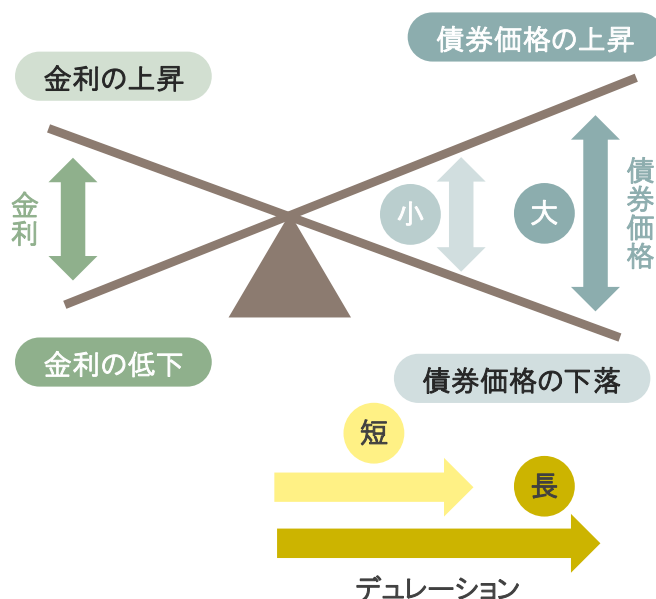 債券価格の上昇
金利の上昇
金利
小
大
債券価格
金利の低下
債券価格の下落
短
長
デュレーション